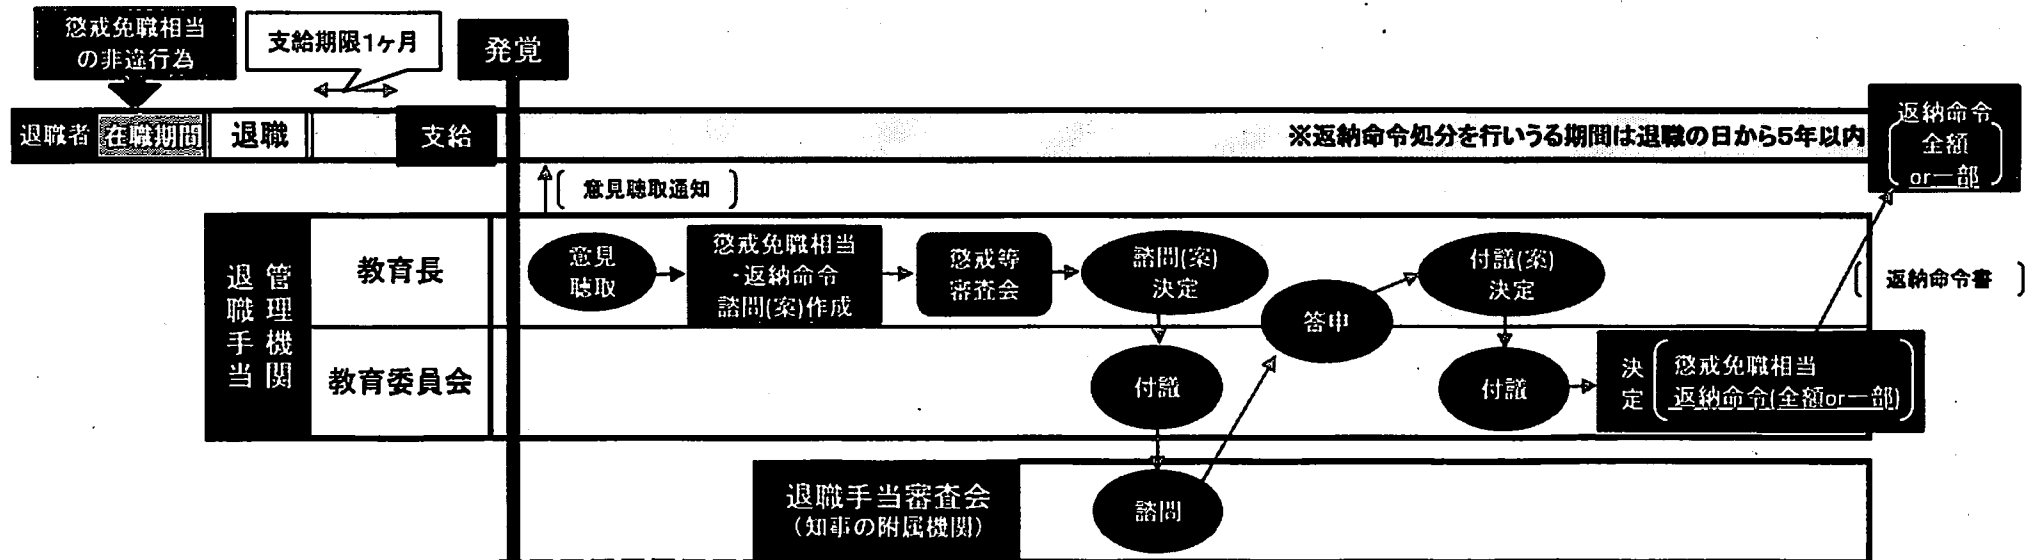 懲戒免職相当
の非違行為
支給期限1ヶ月
発覚
退職者
在職期間
退職
支給
※返納命令処分を行いうる期間は退職の日から5年以内
返納命令
全額
or一部
意見聴取通知
退職手当
管理機関
教育長
意見
聴取
懲戒免職相当
・返納命令
諮問(案)作成
懲戒等
審査会
諮問(案)
決定
答申
付議(案)
決定
返納命令書
教育委員会
付議
付議
決定
懲戒免職相当
返納命令(全額or一部)
退職手当審査会
(知事の附属機関)
諮問